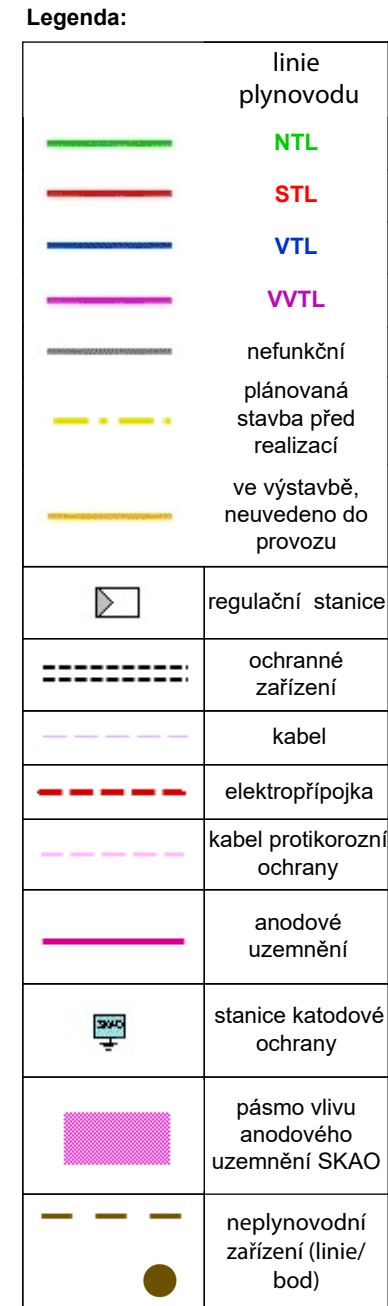 Legenda:
linie
plynovodu
NTL
STL
VTL
VVTL
nefunkční
plánovaná
stavba před
realizací
ve výstavbě,
neuvedeno do
provozu
regulační stanice
ochranné
zařízení
kabel
elektropřípojka
kabel protikorozní
ochrany
anodové
uzemnění
SKAO
stanice katodové
ochrany
pásmo vlivu
anodového
uzemnění SKAO
neplynovodní
zařízení (linie/
bod)